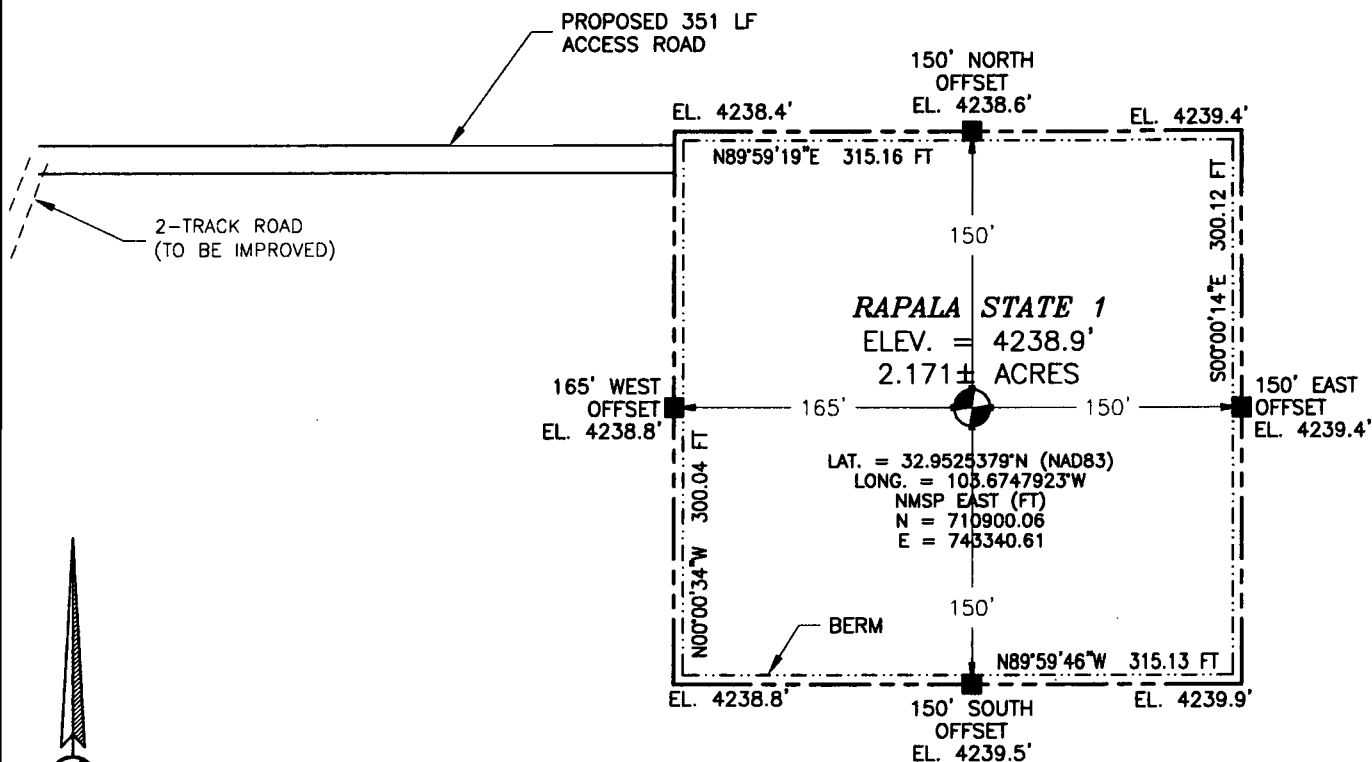 PROPOSED 351 LF
ACCESS ROAD
150' NORTH
OFFSET
EL. 4238.6'
EL. 4238.4'
EL. 4239.4'
N89°59'19"E 315.16 FT
2-TRACK ROAD
(TO BE IMPROVED)
150'
S00°00'14"E 300.12 FT
RAPALA STATE 1
ELEV. = 4238.9'
2.171± ACRES
165' WEST
OFFSET
EL. 4238.8'
165'
150'
150' EAST
OFFSET
EL. 4239.4'
LAT. = 32.9525379°N (NAD83)
LONG. = 103.6747923°W
NMSP EAST (FT)
N = 710900.06
E = 743340.61
N00°00'34"W 300.04 FT
150'
BERM
N89°59'46"W 315.13 FT
EL. 4238.8'
EL. 4239.9'
150' SOUTH
OFFSET
EL. 4239.5'